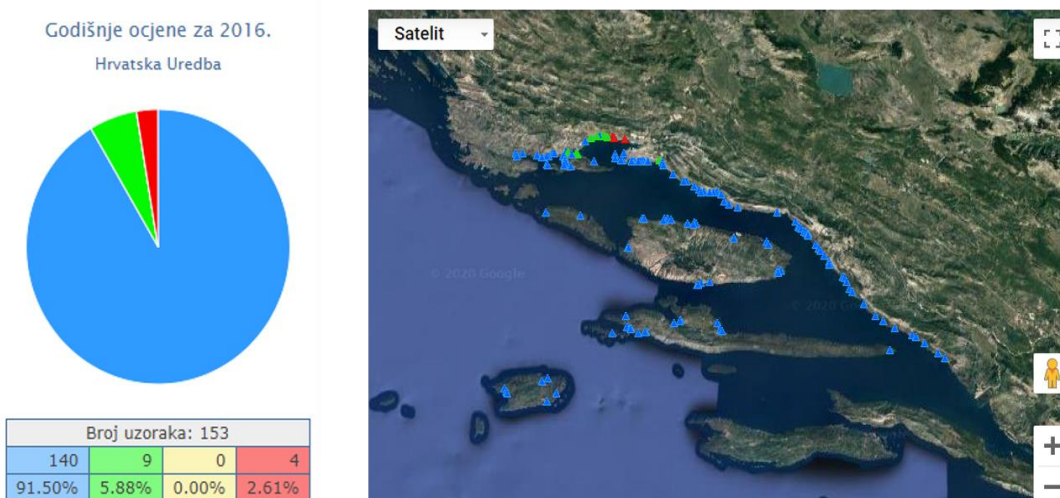 Godišnje ocjene za 2016.
Hrvatska Uredba
Broj uzoraka: 153
140 9 0 4
91.50% 5.88% 0.00% 2.61%
Satelit
© 2020 Google
© 2020